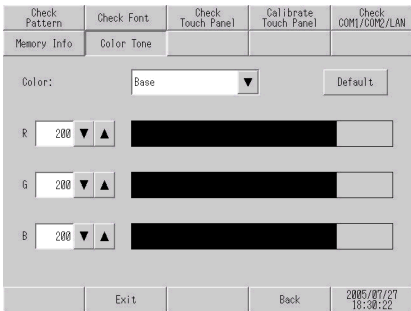 Check Pattern
Check Font
Check Touch Panel
Calibrate Touch Panel
Check COM1/COM2/LAN
Memory Info
Color Tone
Color:
Base
Default
R
200
G
200
B
200
Exit
Back
2005/07/27
18:30:22